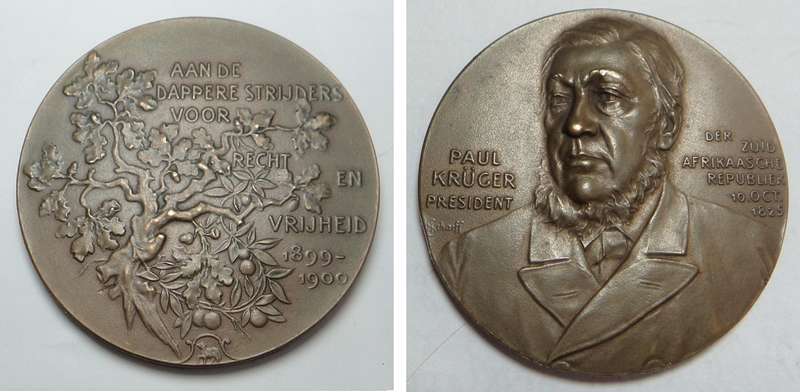 AAN DE
DAPPERE STRIJDERS
VOOR
RECHT
EN
VRIJHEID
1899-
1900
PAUL
KRÜGER
PRESIDENT
Scharff
DER
ZUID
AFRIKAASCHE
REPUBLIEK
10. OCT.
1825